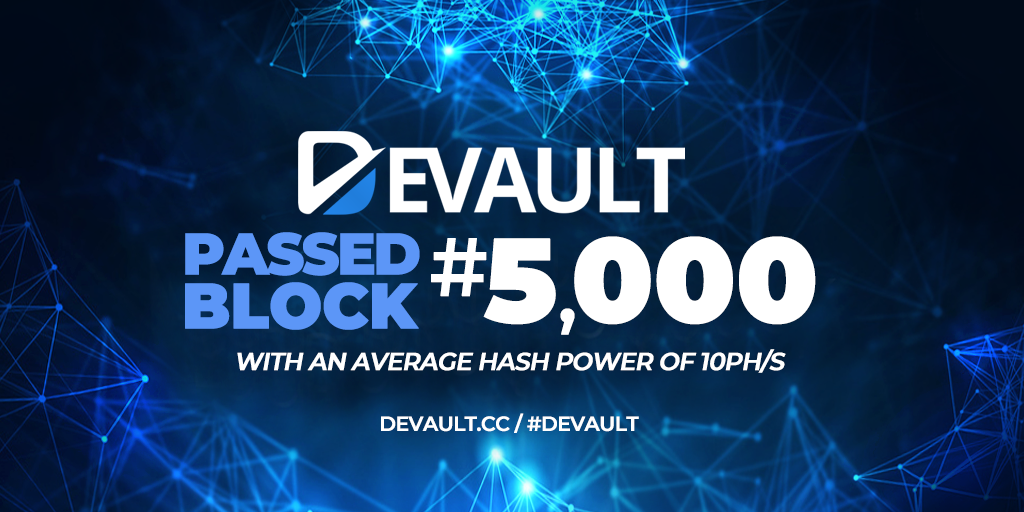 DEVAULT
PASSED
BLOCK
#5,000
WITH AN AVERAGE HASH POWER OF 10PH/S
DEVAULT.CC / #DEVAULT